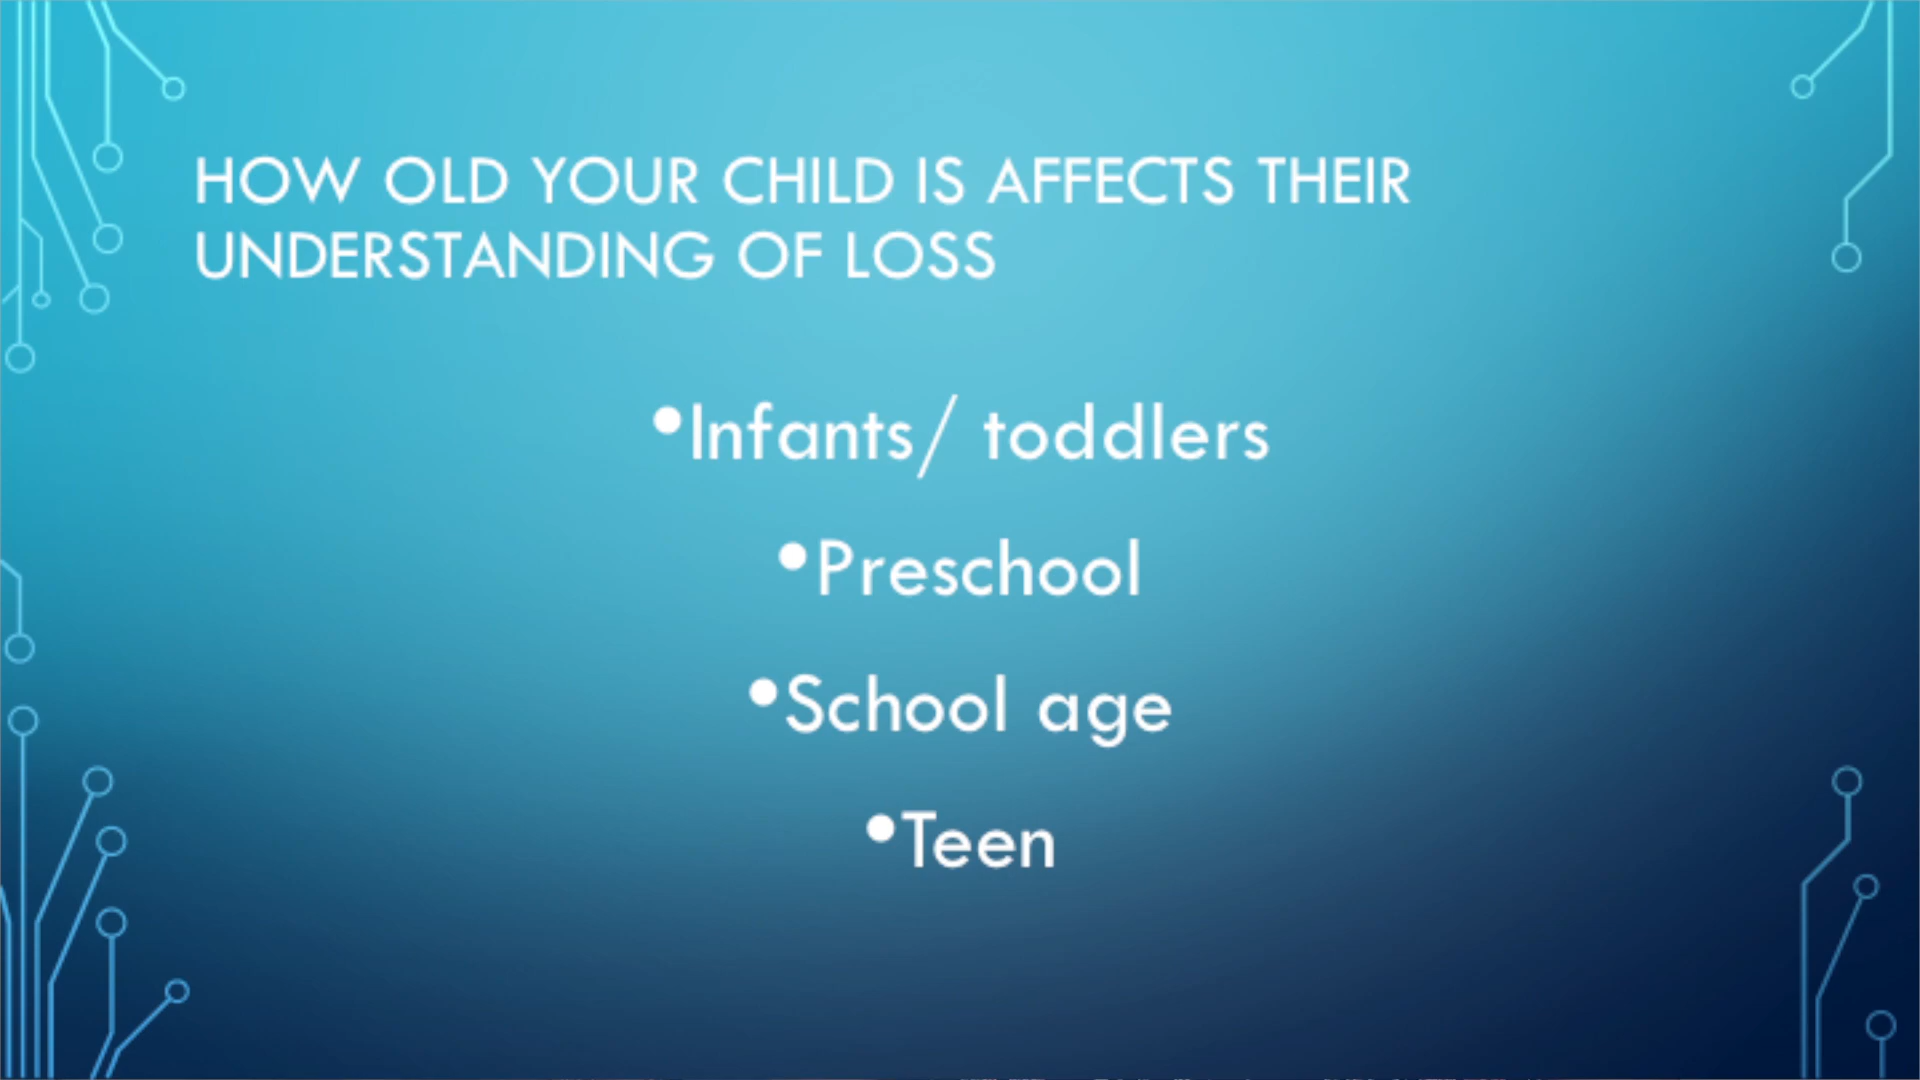 HOW OLD YOUR CHILD IS AFFECTS THEIR
UNDERSTANDING OF LOSS
•Infants/ toddlers
•Preschool
•School age
•Teen